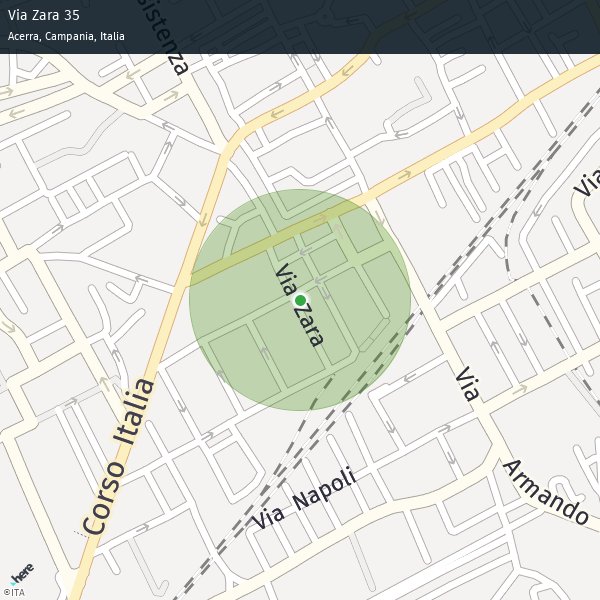 Via Zara 35
Acerra, Campania, Italia
sistenza
Via
Via Zara
Via
Corso Italia
Via Napoli
Armando
here
©ITA